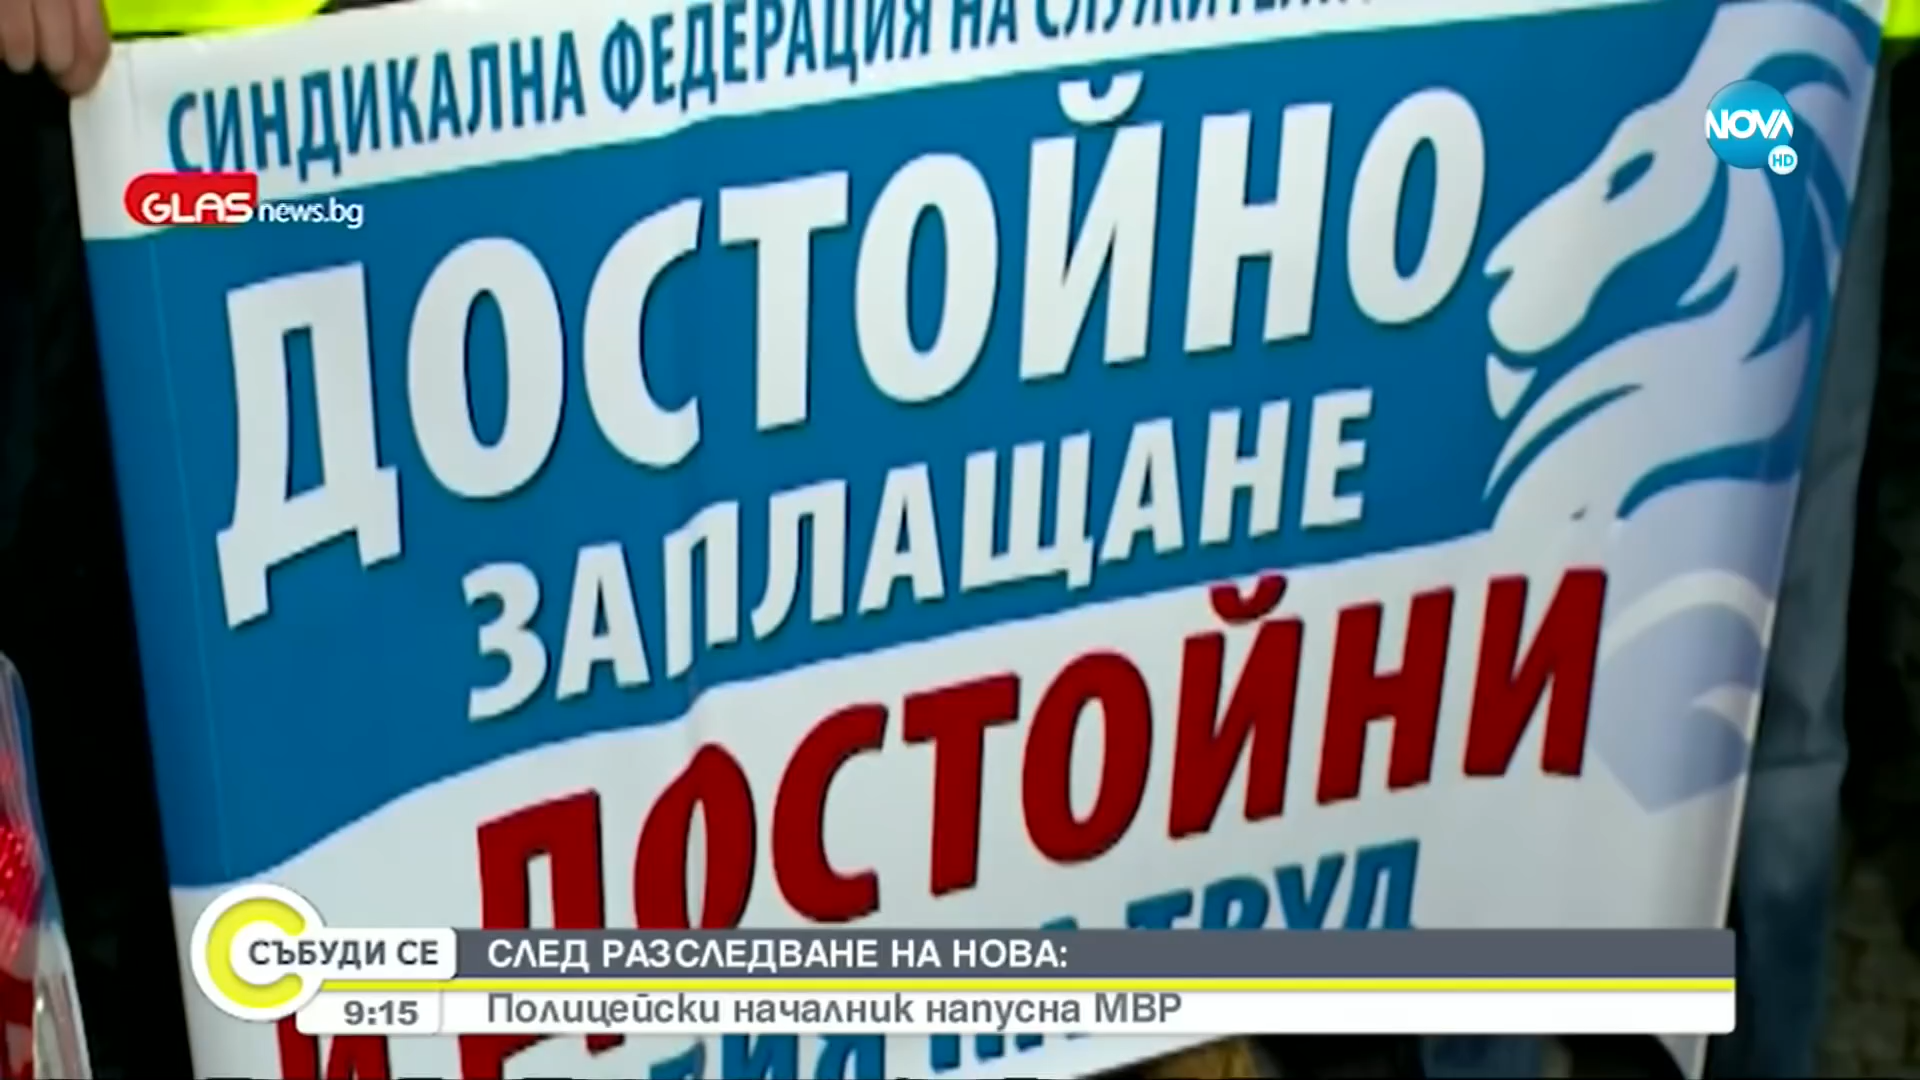 СИНДИКАЛНА ФЕДЕРАЦИЯ НА
NOVA
HD
GLAS news.bg
ДОСТОЙНО
ЗАПЛАЩАНЕ
ДОСТОЙНИ
ТРУД
СЪБУДИ СЕ
СЛЕД РАЗСЛЕДВАНЕ НА НОВА:
9:15
Полицейски началник напусна МВР